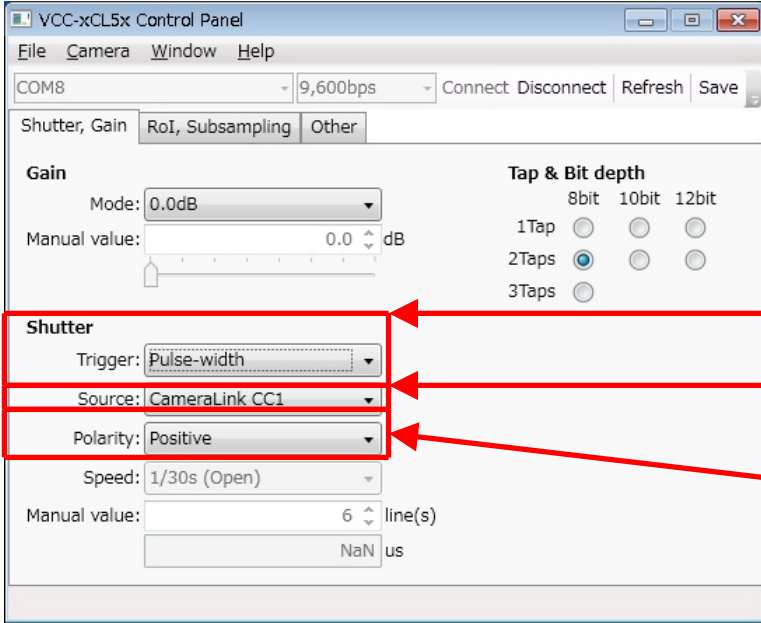 VCC-xCL5x Control Panel
File Camera Window Help
COM8 9,600bps Connect Disconnect Refresh Save
Shutter, Gain RoI, Subsampling Other
Gain
Mode: 0.0dB
Manual value: 0.0 dB
Tap & Bit depth
8bit 10bit 12bit
1Tap
2Taps
3Taps
Shutter
Trigger: Pulse-width
Source: CameraLink CC1
Polarity: Positive
Speed: 1/30s (Open)
Manual value: 6 line(s)
NaN us